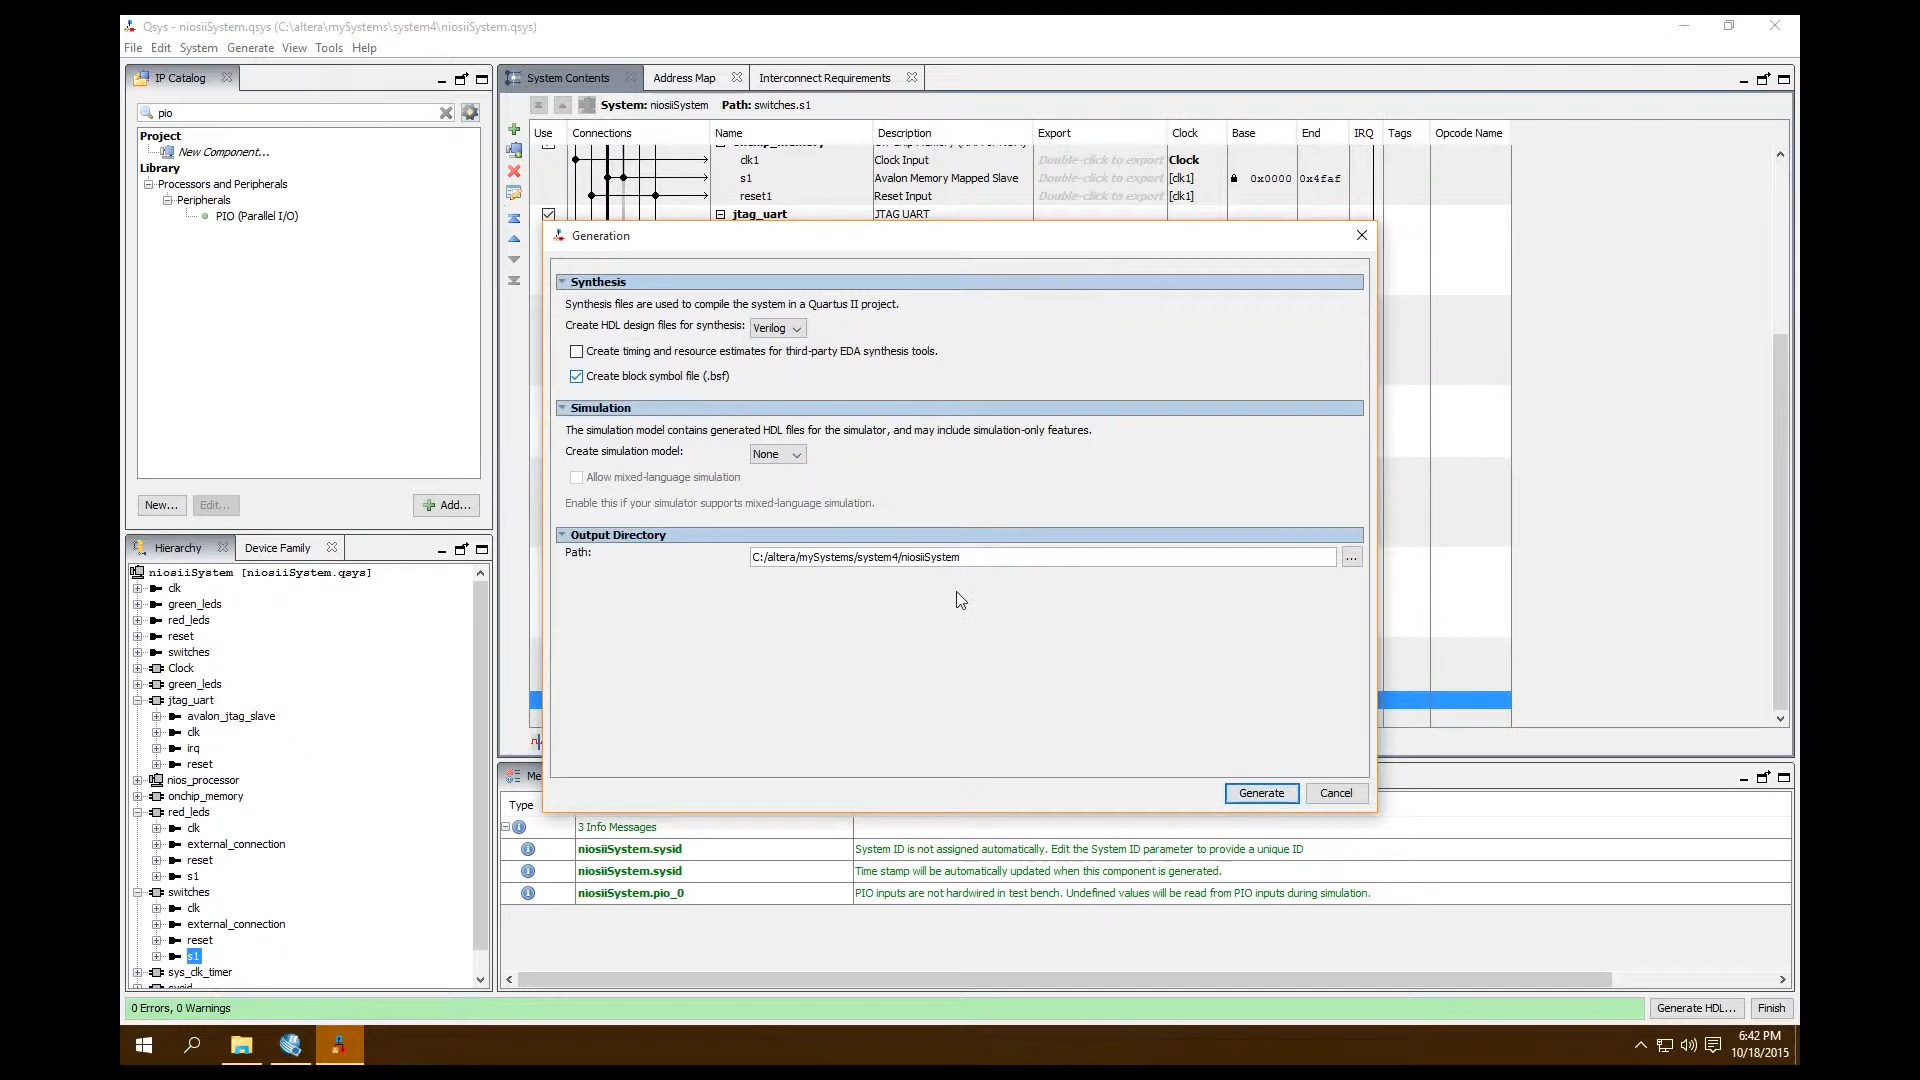 Qsys - niosiiSystem.qsys (C:\altera\mySystems\system4\niosiiSystem.qsys)
File Edit System Generate View Tools Help
IP Catalog
System Contents Address Map Interconnect Requirements
pio
System: niosiiSystem Path: switches.s1
Project
New Component...
Library
Processors and Peripherals
Peripherals
PIO (Parallel I/O)
New... Edit... Add...
Use Connections Name Description Export Clock Base End IRQ Tags Opcode Name
clk1 Clock Input Double-click to export Clock
s1 Avalon Memory Mapped Slave Double-click to export [clk1] 0x0000 0x4faf
reset1 Reset Input Double-click to export [clk1]
jtag_uart JTAG UART
Generation
Synthesis
Synthesis files are used to compile the system in a Quartus II project.
Create HDL design files for synthesis: Verilog
Create timing and resource estimates for third-party EDA synthesis tools.
Create block symbol file (.bsf)
Simulation
The simulation model contains generated HDL files for the simulator, and may include simulation-only features.
Create simulation model: None
Allow mixed-language simulation
Enable this if your simulator supports mixed-language simulation.
Output Directory
Path: C:/altera/mySystems/system4/niosiiSystem
...
Generate Cancel
Hierarchy Device Family
niosiiSystem [niosiiSystem.qsys]
clk
green_leds
red_leds
reset
switches
Clock
green_leds
jtag_uart
avalon_jtag_slave
clk
irq
reset
nios_processor
onchip_memory
red_leds
clk
external_connection
reset
s1
switches
clk
external_connection
reset
s1
sys_clk_timer
Me
Type
3 Info Messages
niosiiSystem.sysid System ID is not assigned automatically. Edit the System ID parameter to provide a unique ID
niosiiSystem.sysid Time stamp will be automatically updated when this component is generated.
niosiiSystem.pio_0 PIO inputs are not hardwired in test bench. Undefined values will be read from PIO inputs during simulation.
0 Errors, 0 Warnings
Generate HDL... Finish
6:42 PM
10/18/2015